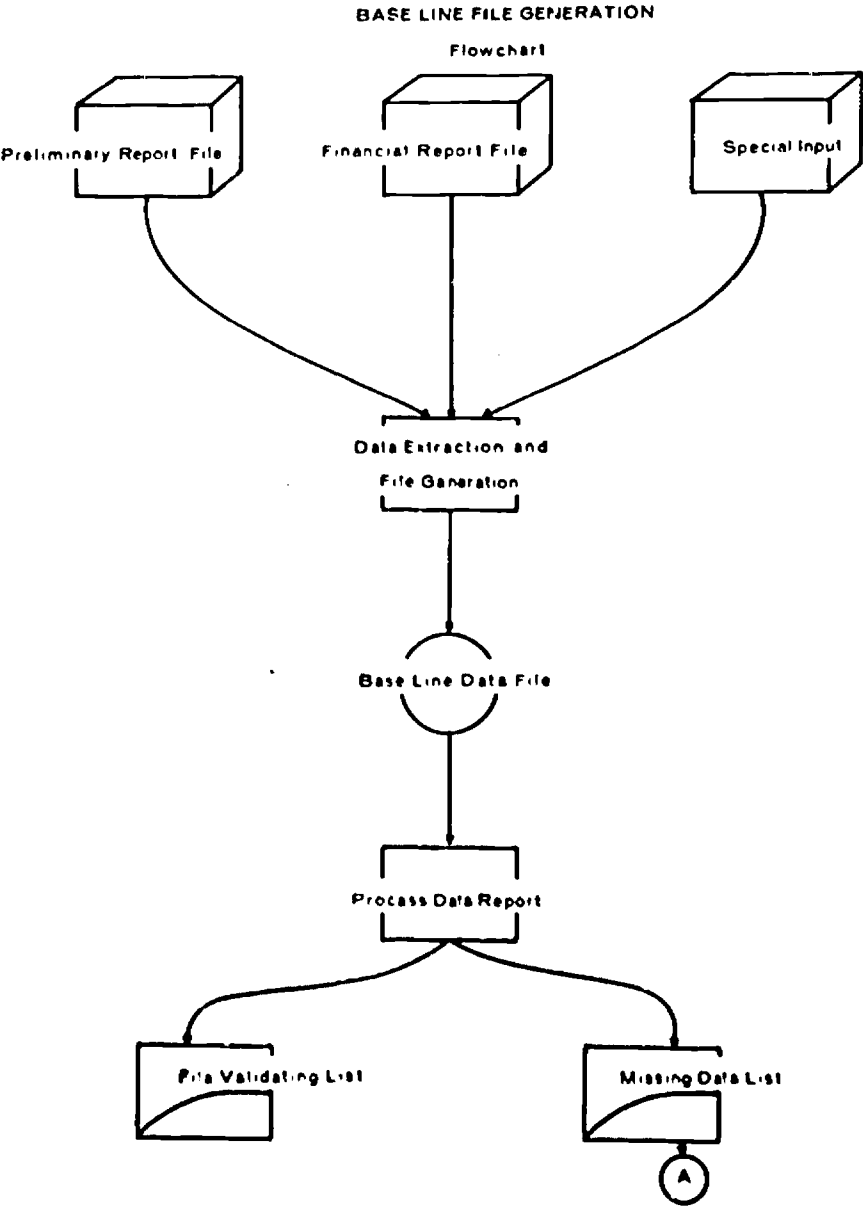 BASE LINE FILE GENERATION
Flowchart
Preliminary Report File
Financial Report File
Special Input
Data Extraction and
File Generation
Base Line Data File
Process Data Report
File Validating List
Missing Data List
A